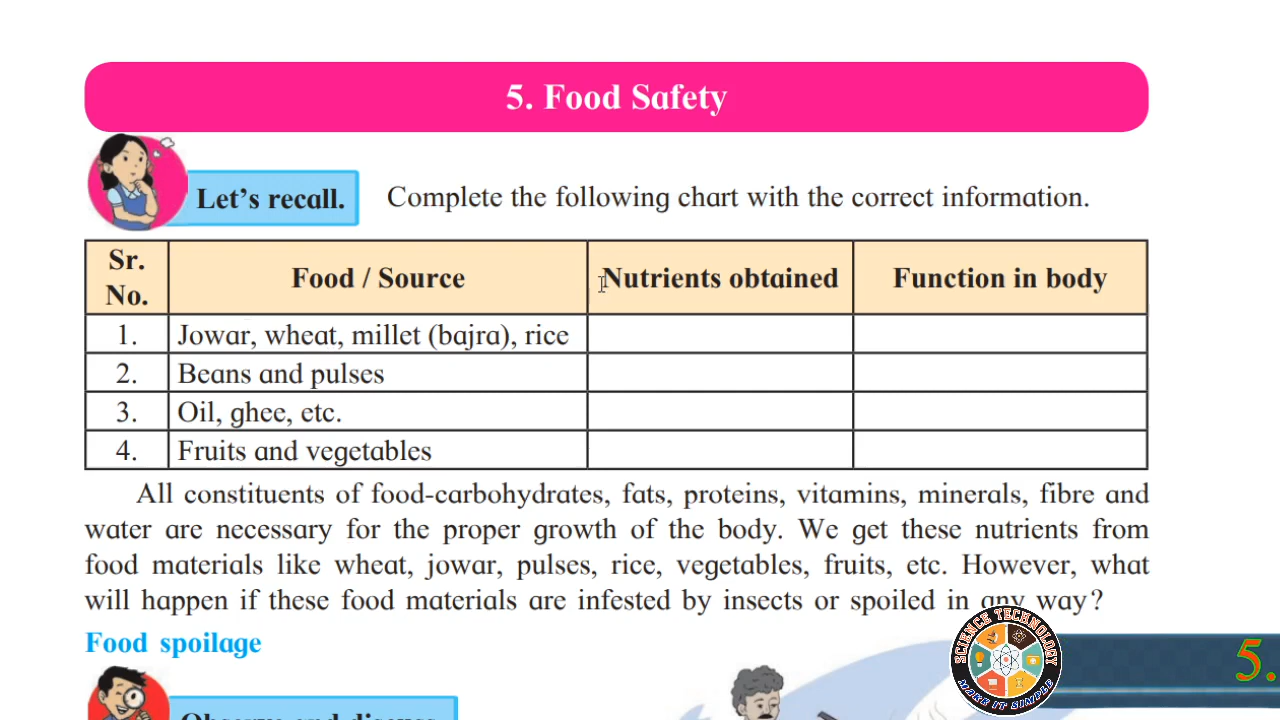 5. Food Safety
Let's recall. Complete the following chart with the correct information.
Sr. No. Food / Source Nutrients obtained Function in body
1. Jowar, wheat, millet (bajra), rice
2. Beans and pulses
3. Oil, ghee, etc.
4. Fruits and vegetables
All constituents of food-carbohydrates, fats, proteins, vitamins, minerals, fibre and
water are necessary for the proper growth of the body. We get these nutrients from
food materials like wheat, jowar, pulses, rice, vegetables, fruits, etc. However, what
will happen if these food materials are infested by insects or spoiled in any way?
Food spoilage
Observe and discuss
SCIENCE TECHNOLOGY
MAKE IT SIMPLE
5.